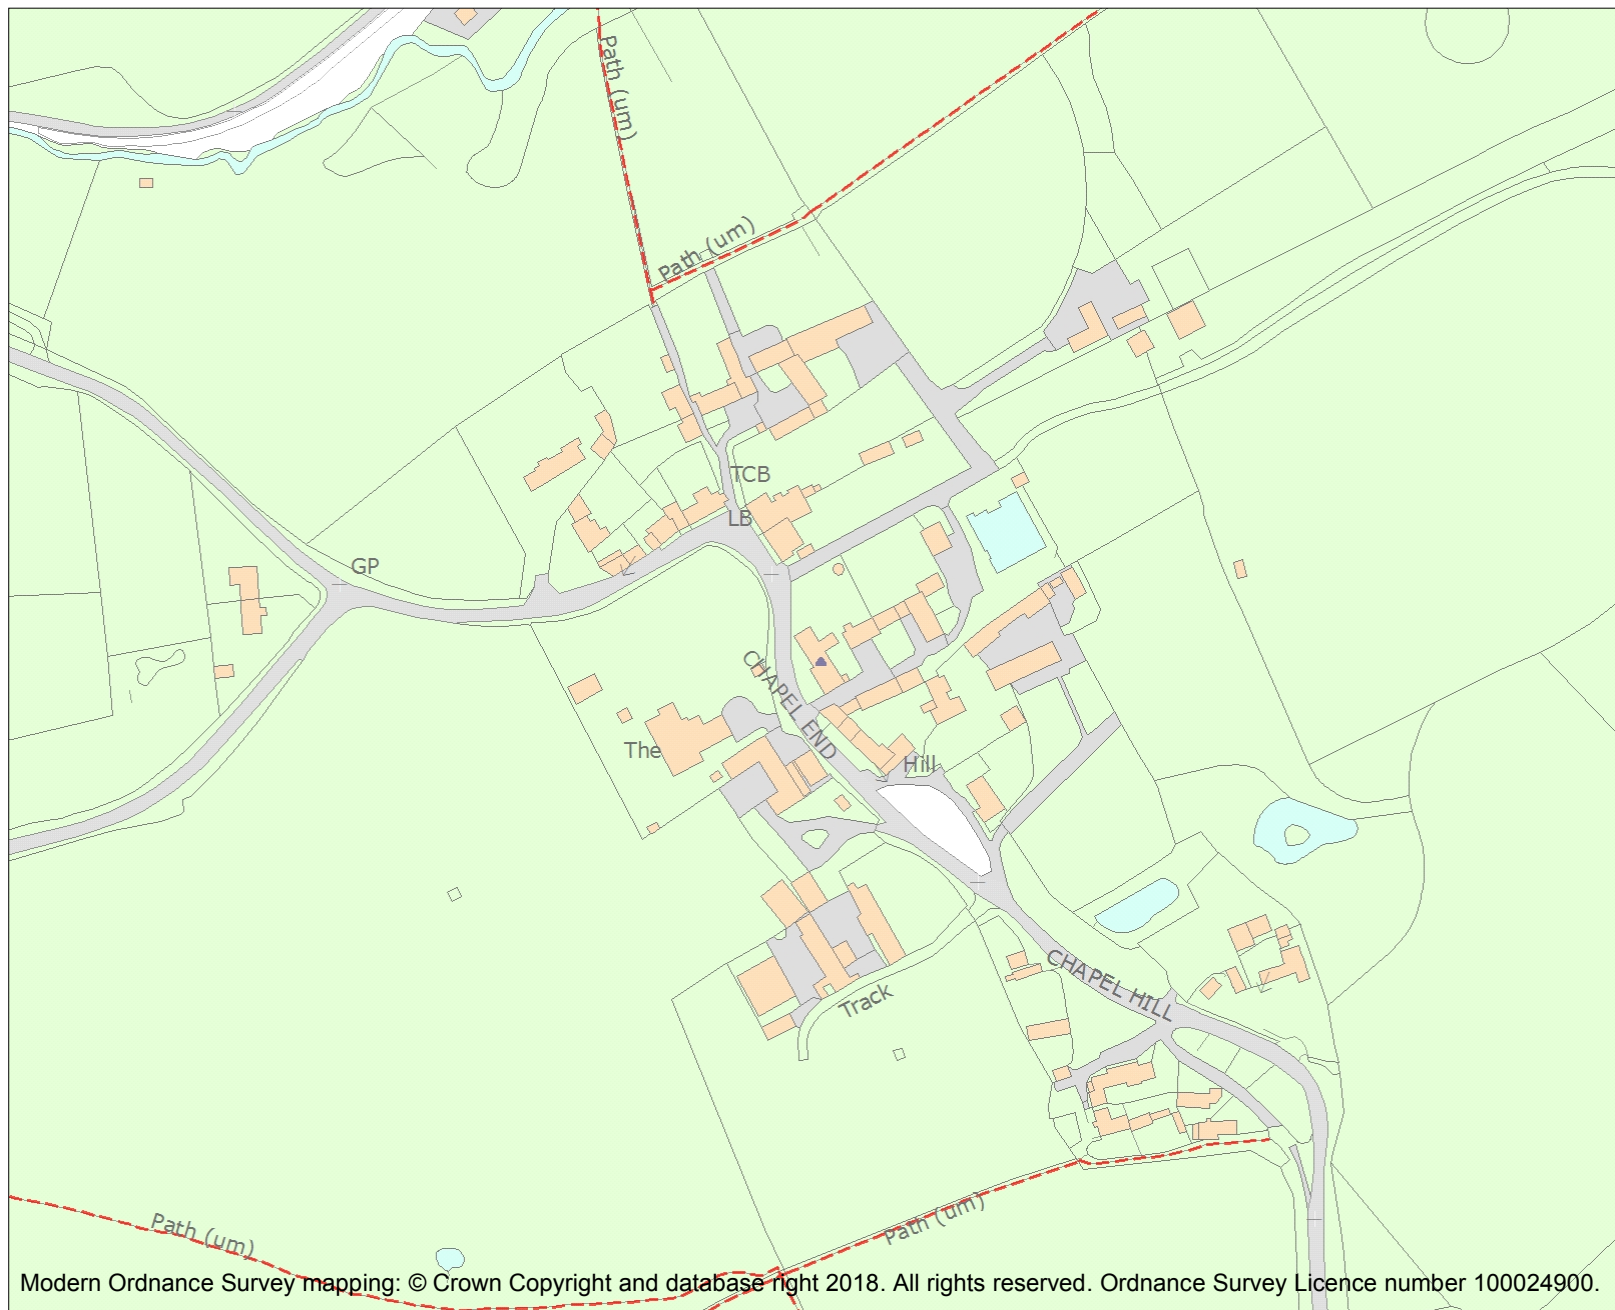 Path (um)
Path (um)
TCB
LB
GP
CHAPEL END
The
Hill
CHAPEL HILL
Track
Path (um)
Path (um)
Modern Ordnance Survey mapping: © Crown Copyright and database right 2018. All rights reserved. Ordnance Survey Licence number 100024900.